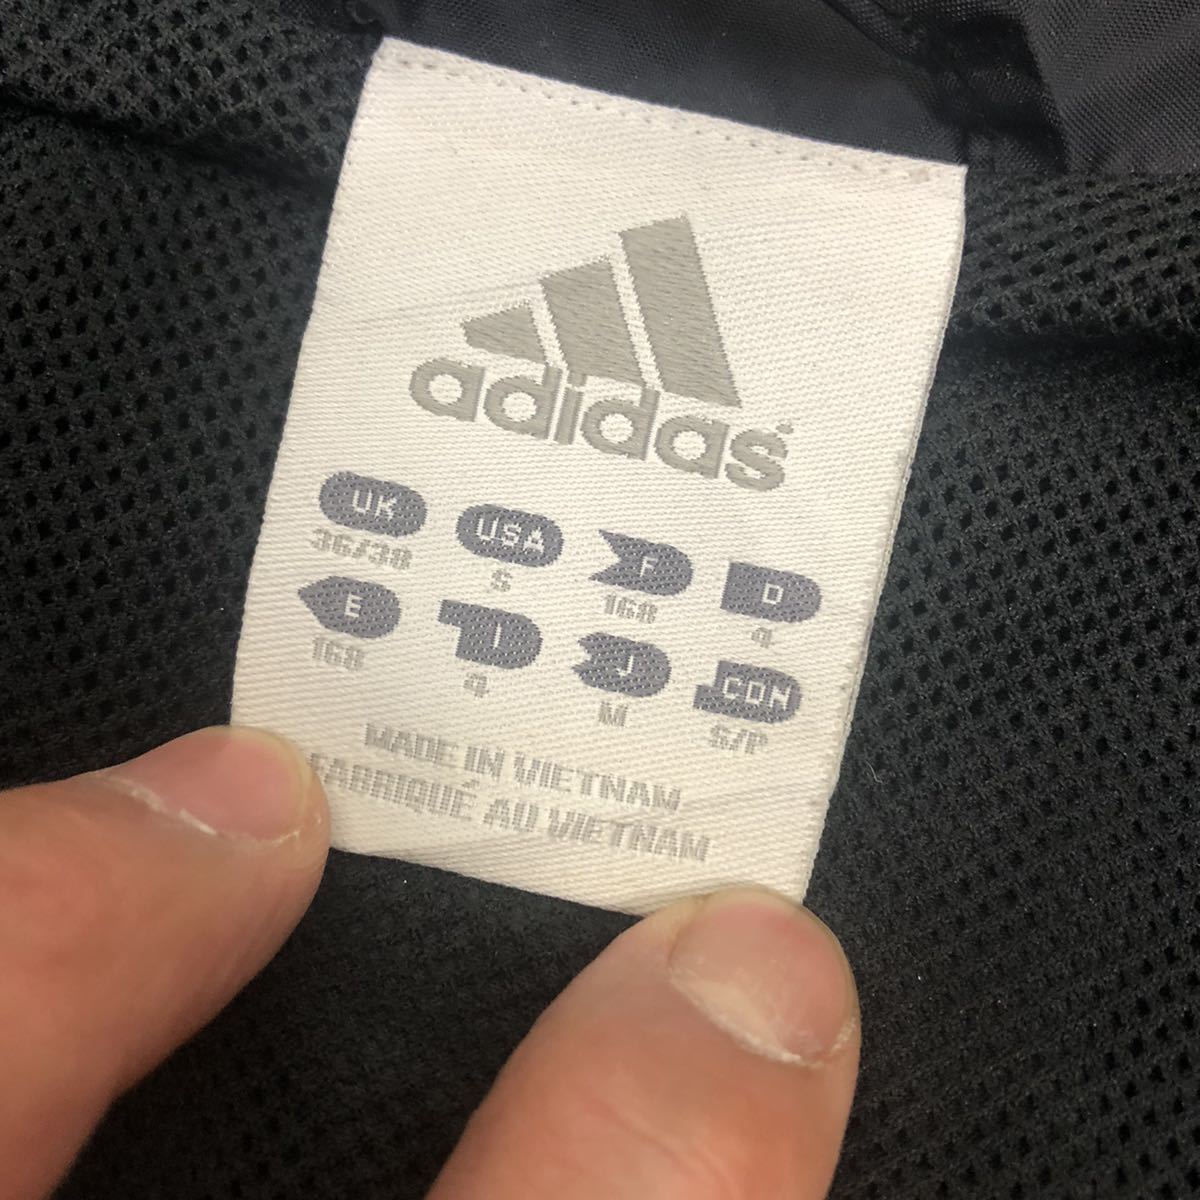 adidas
UK USA F D
36/38 S 168 4
E I J CDN
168 4 M S/P
MADE IN VIETNAM
FABRIQUÉ AU VIETNAM